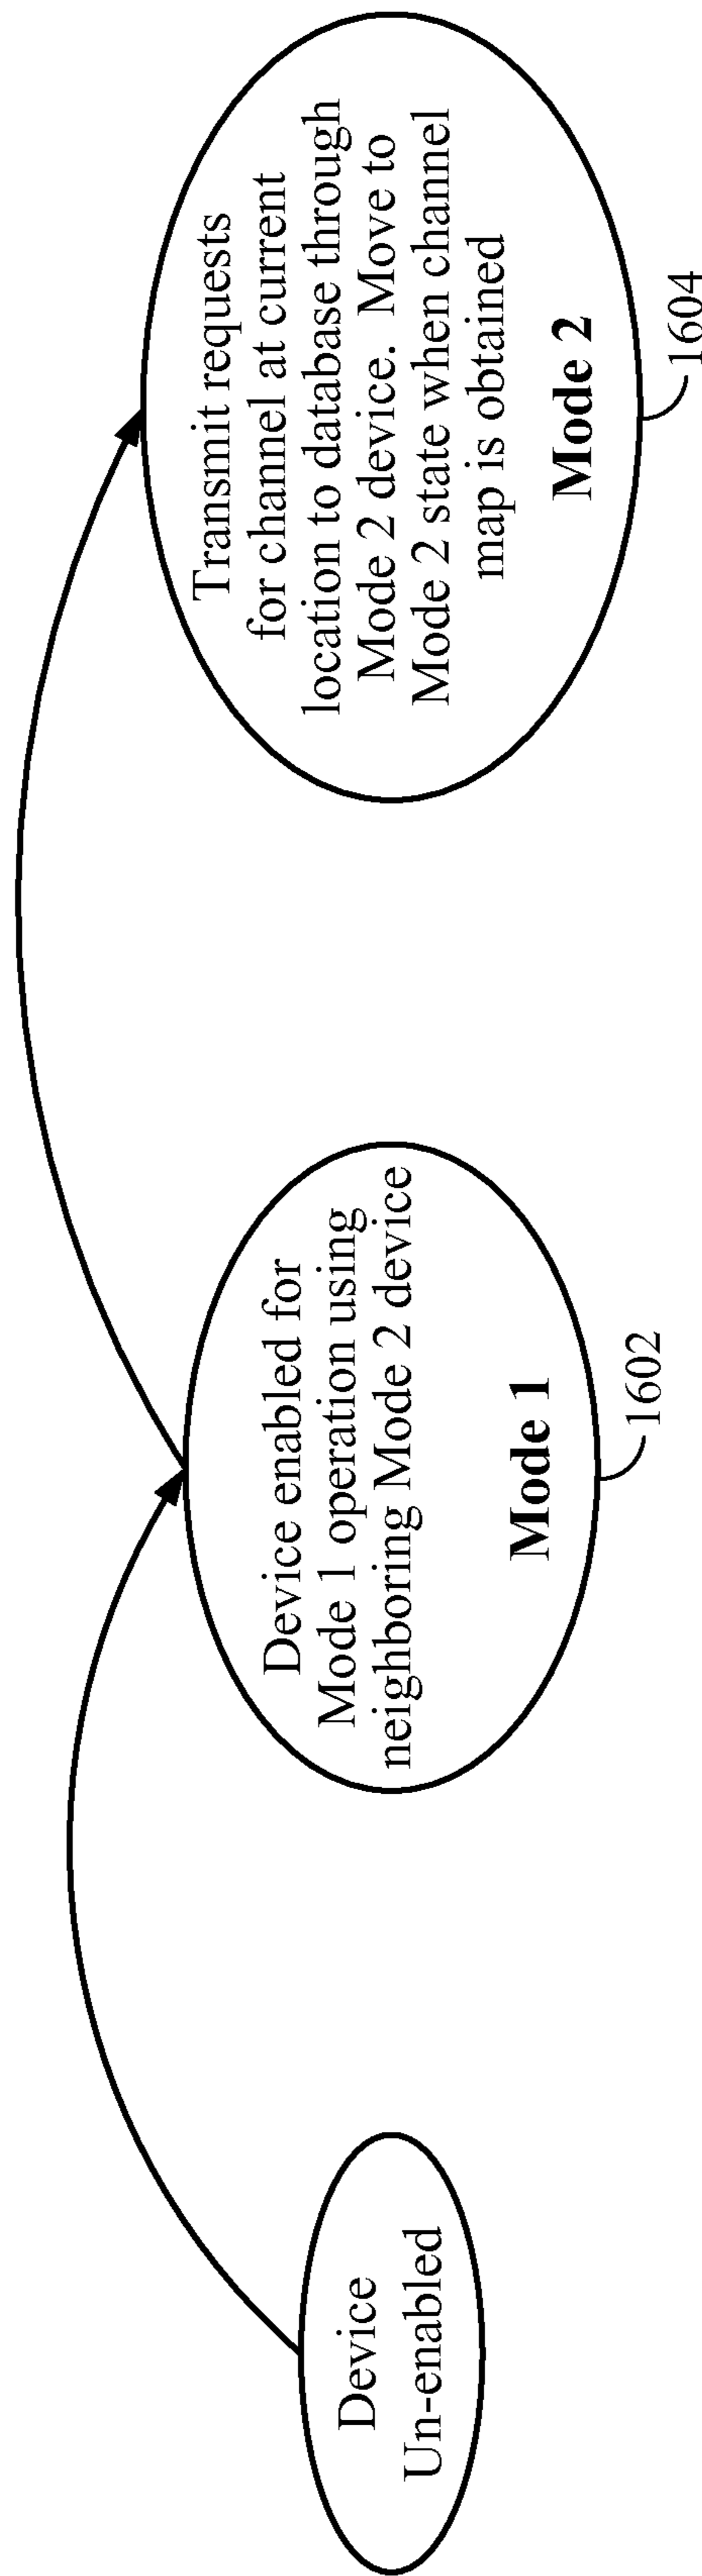 Device
Un-enabled
Device enabled for
Mode 1 operation using
neighboring Mode 2 device
Mode 1
1602
Transmit requests
for channel at current
location to database through
Mode 2 device.  Move to
Mode 2 state when channel
map is obtained
Mode 2
1604